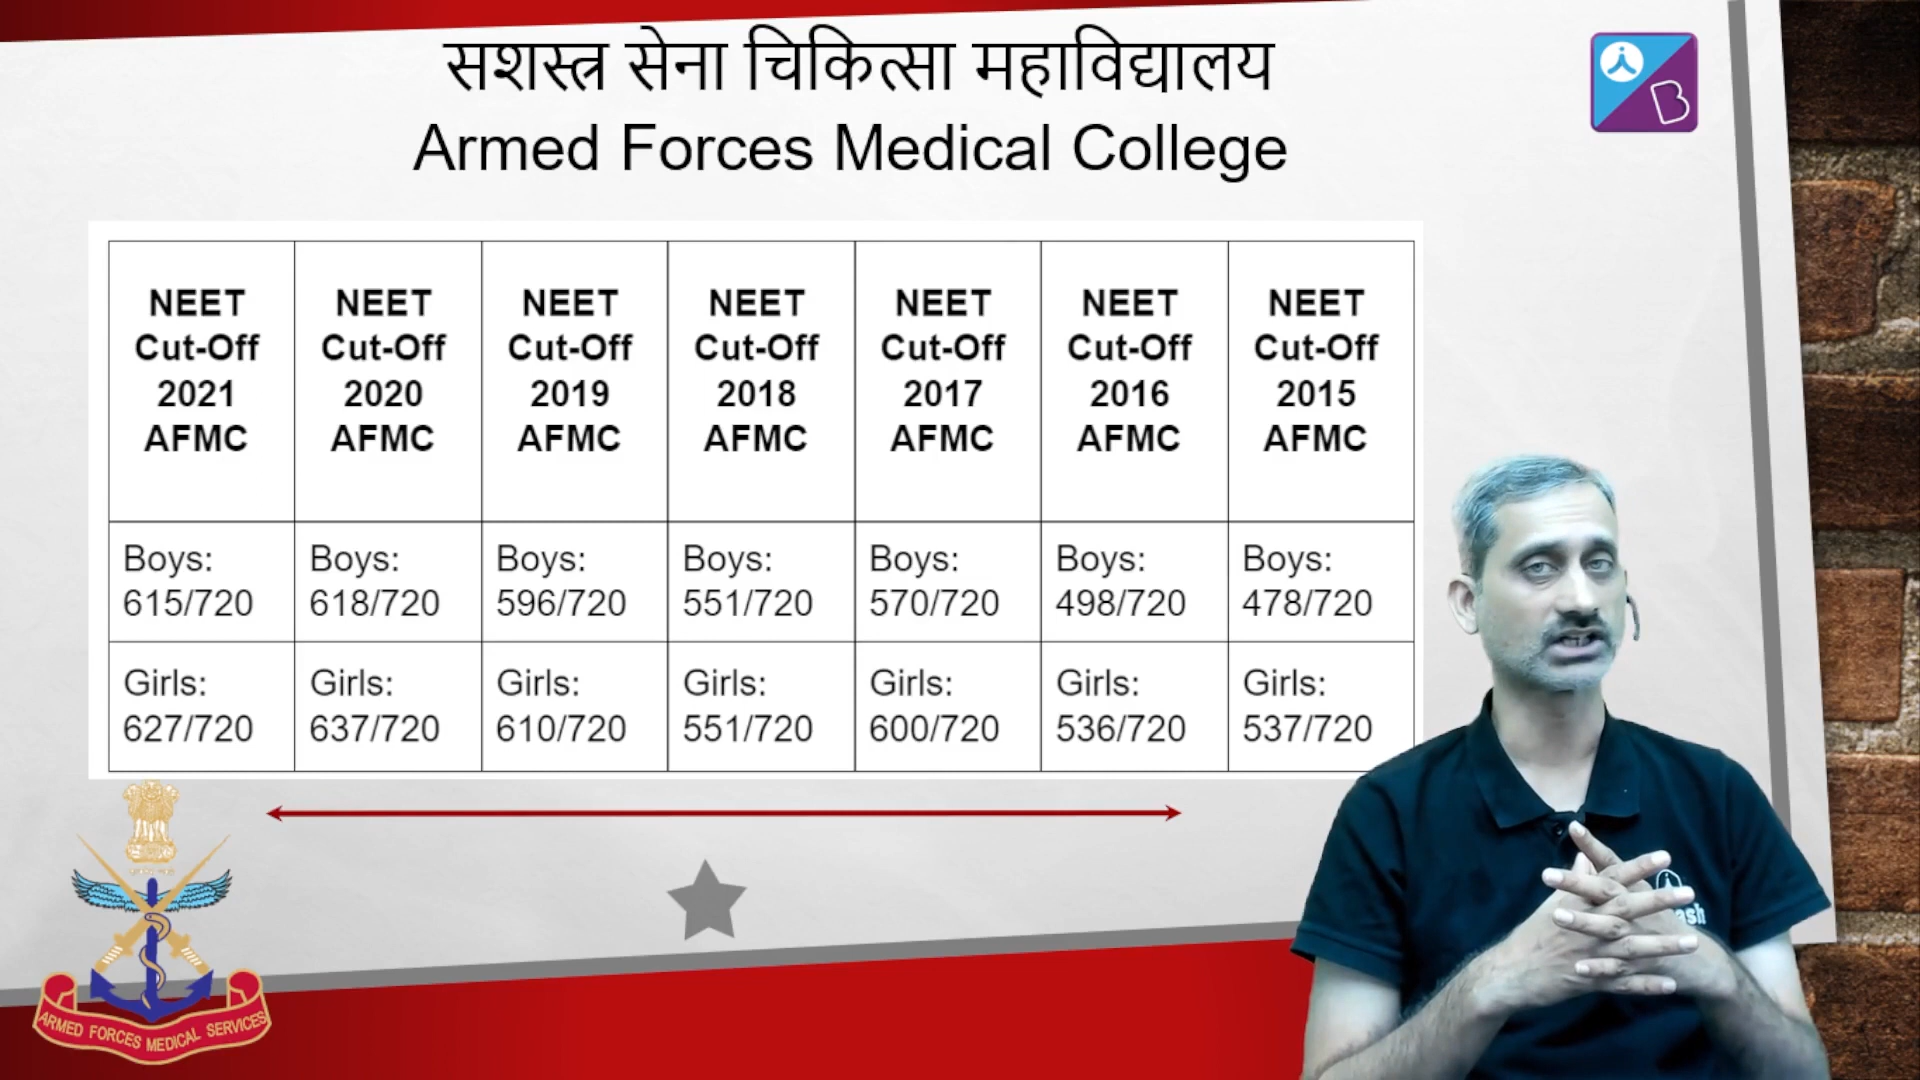 सशस्त्र सेना चिकित्सा महाविद्यालय
Armed Forces Medical College
NEET Cut-Off 2021 AFMC
NEET Cut-Off 2020 AFMC
NEET Cut-Off 2019 AFMC
NEET Cut-Off 2018 AFMC
NEET Cut-Off 2017 AFMC
NEET Cut-Off 2016 AFMC
NEET Cut-Off 2015 AFMC
Boys: 615/720
Boys: 618/720
Boys: 596/720
Boys: 551/720
Boys: 570/720
Boys: 498/720
Boys: 478/720
Girls: 627/720
Girls: 637/720
Girls: 610/720
Girls: 551/720
Girls: 600/720
Girls: 536/720
Girls: 537/720
ARMED FORCES MEDICAL SERVICES
B